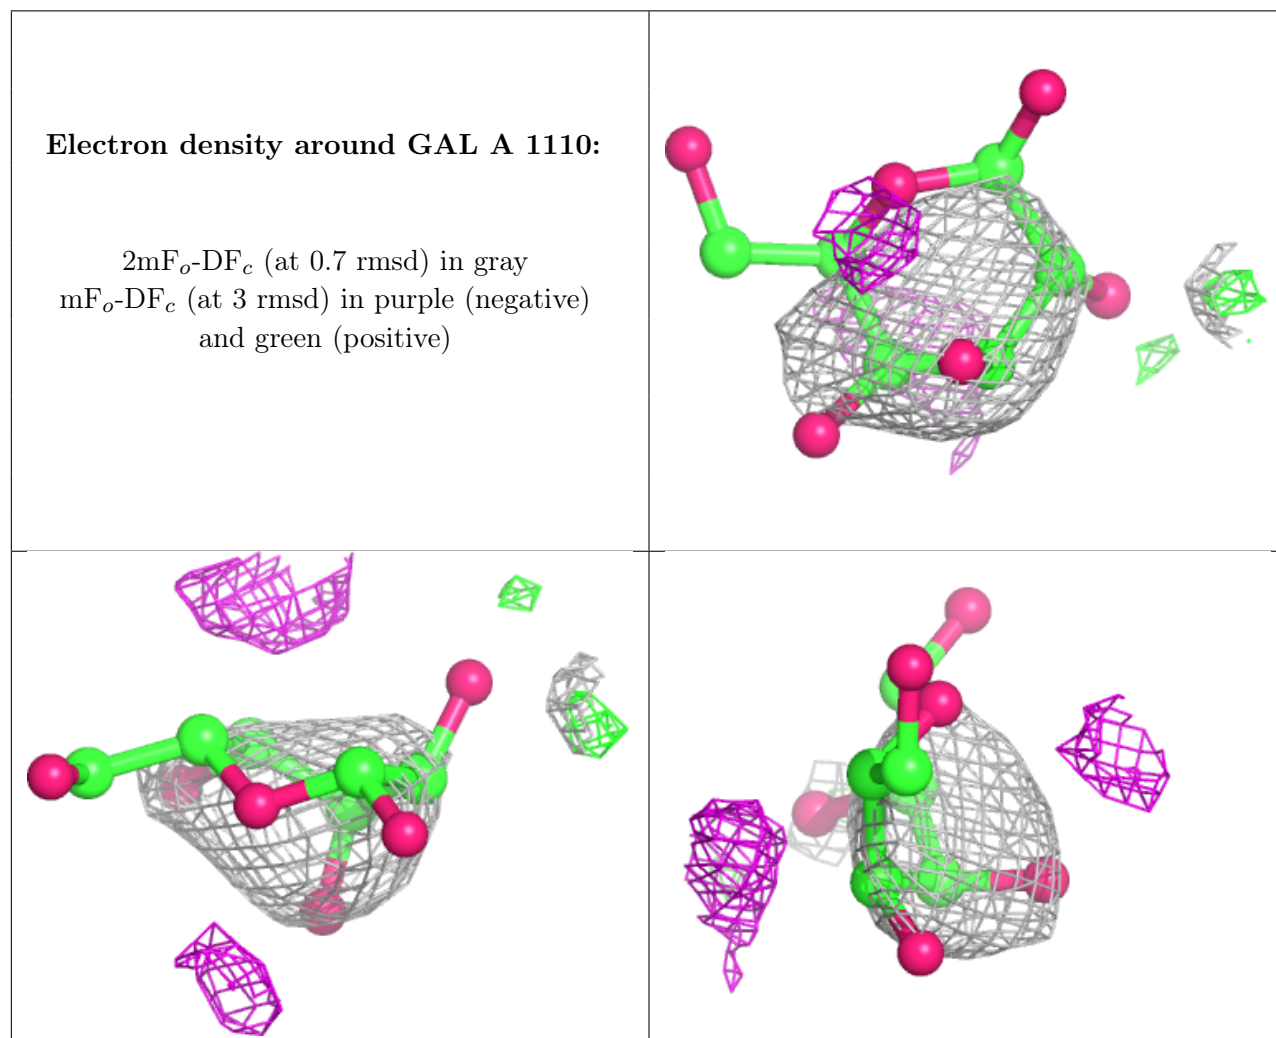 Electron density around GAL A 1110:
2mFo-DFc (at 0.7 rmsd) in gray
mFo-DFc (at 3 rmsd) in purple (negative)
and green (positive)